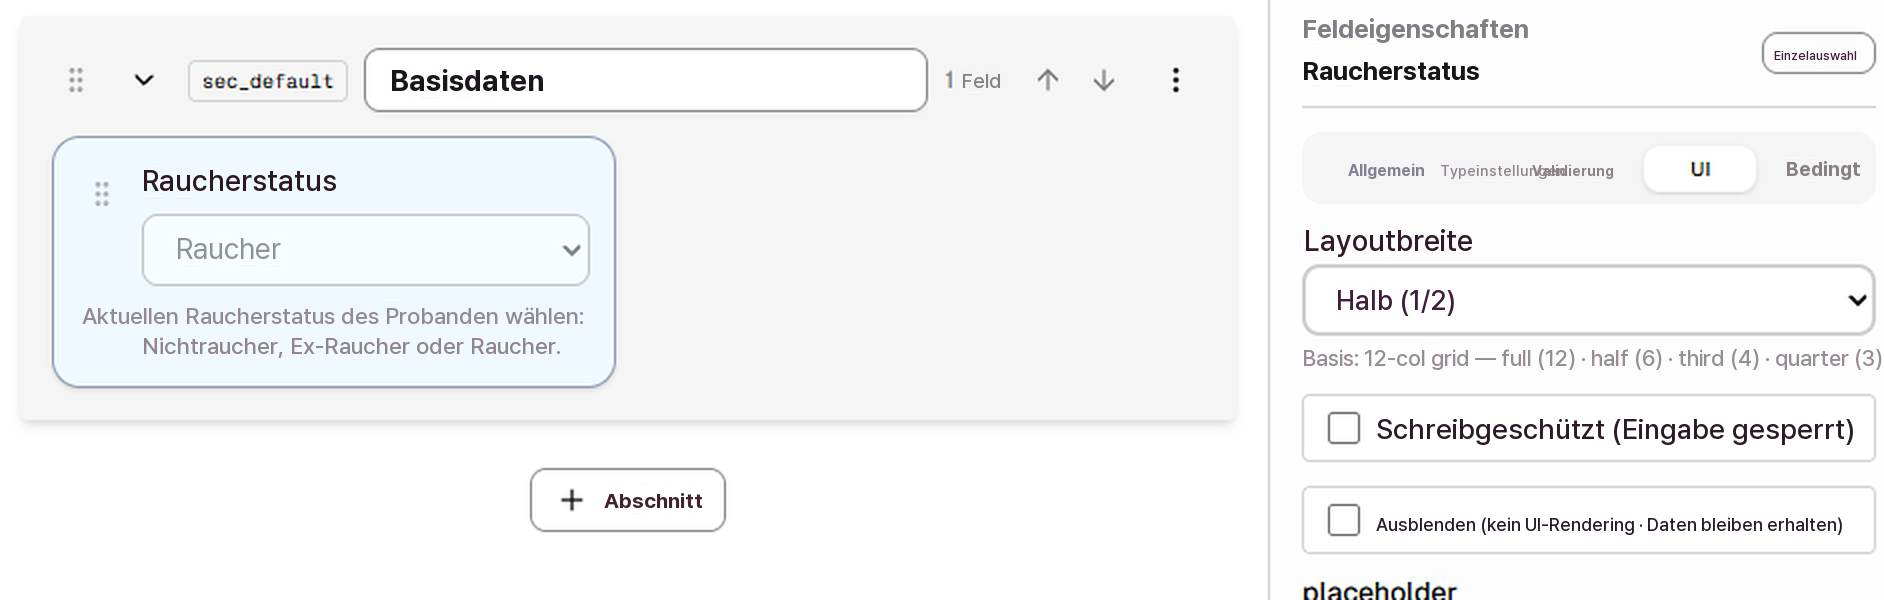 sec_default
Basisdaten
1 Feld
Raucherstatus
Raucher
Aktuellen Raucherstatus des Probanden wählen:
Nichtraucher, Ex-Raucher oder Raucher.
Abschnitt
Feldeigenschaften
Raucherstatus
Einzelauswahl
Allgemein
Typeinstellungen
Validierung
UI
Bedingt
Layoutbreite
Halb (1/2)
Basis: 12-col grid — full (12) · half (6) · third (4) · quarter (3)
Schreibgeschützt (Eingabe gesperrt)
Ausblenden (kein UI-Rendering · Daten bleiben erhalten)
placeholder